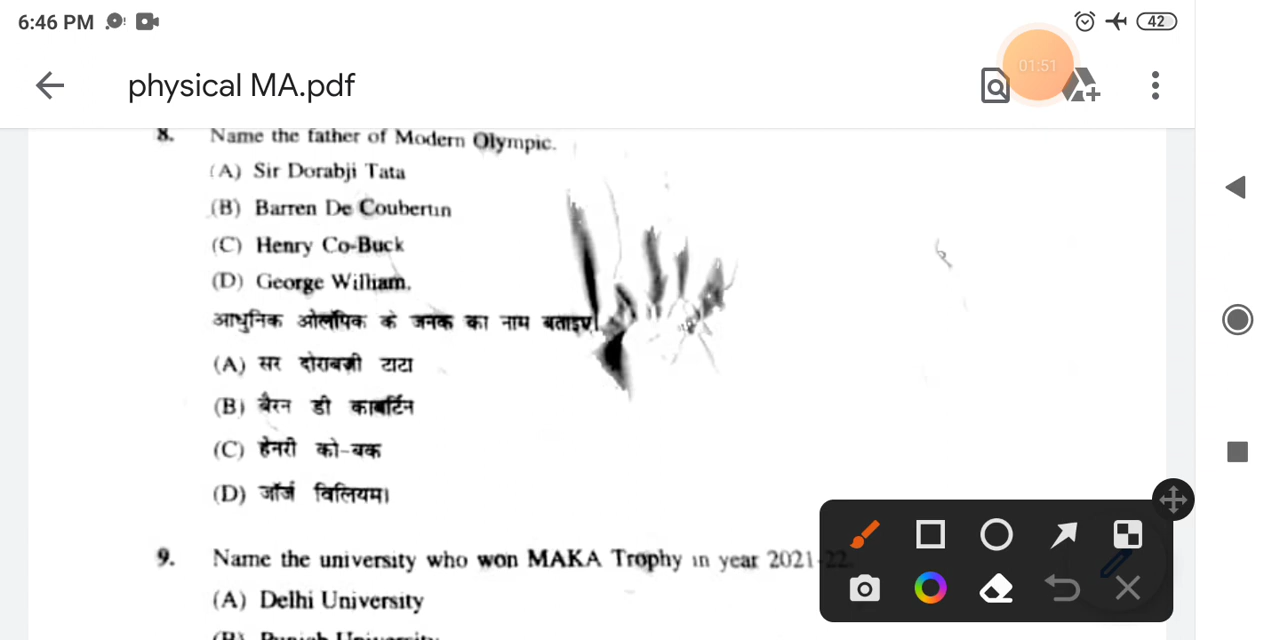 6:46 PM
42
physical MA.pdf
01:51
8. Name the father of Modern Olympic.
(A) Sir Dorabji Tata
(B) Barren De Coubertin
(C) Henry Co-Buck
(D) George William.
आधुनिक ओलंपिक के जनक का नाम बताइए।
(A) सर दोराबजी टाटा
(B) बैरन डी काबर्टिन
(C) हेनरी को-बक
(D) जॉर्ज विलियम।
9. Name the university who won MAKA Trophy in year 2021-22.
(A) Delhi University
(B) Punjab University